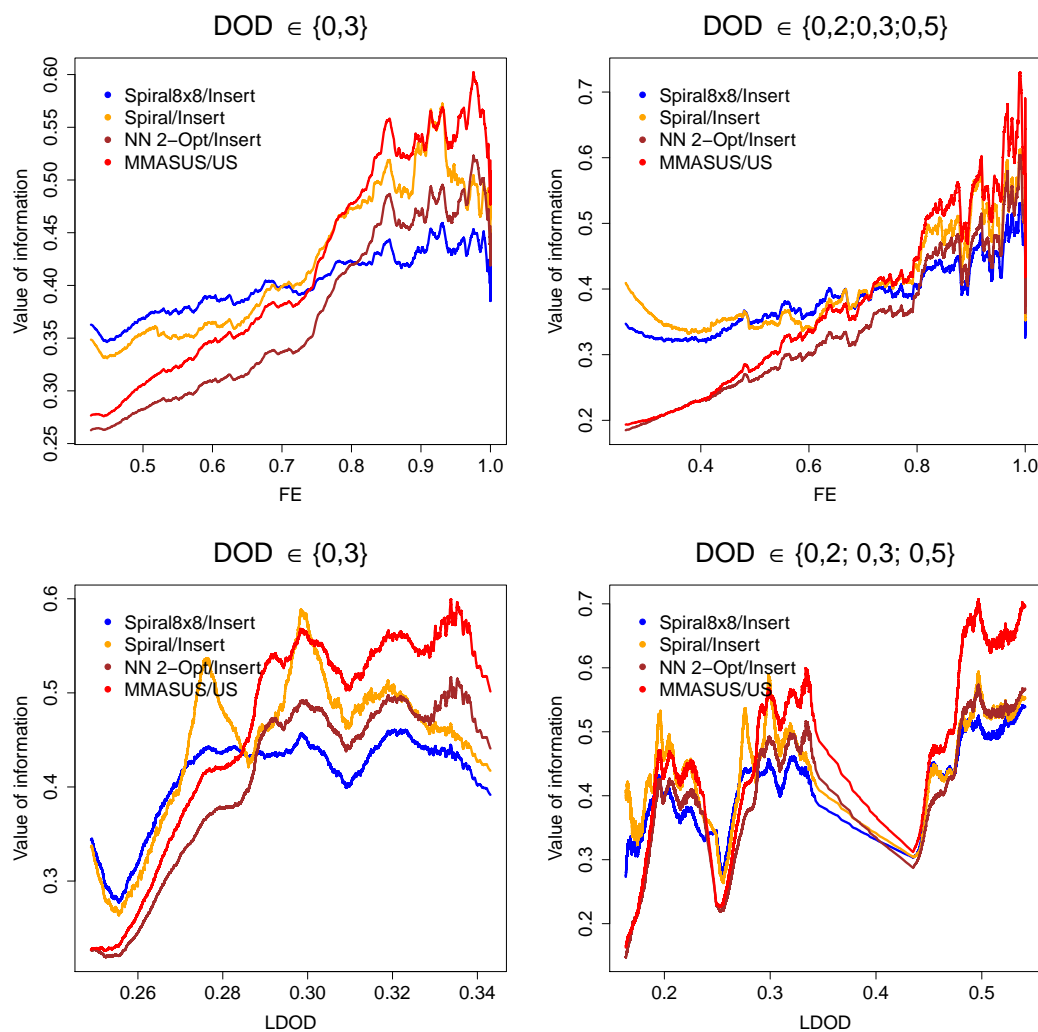 DOD ∈ {0,3}
Value of information
0.60
0.55
0.50
0.45
0.40
0.35
0.30
0.25
Spiral8x8/Insert
Spiral/Insert
NN 2−Opt/Insert
MMASUS/US
0.5 0.6 0.7 0.8 0.9 1.0
FE
DOD ∈ {0,2;0,3;0,5}
Value of information
0.7
0.6
0.5
0.4
0.3
0.2
Spiral8x8/Insert
Spiral/Insert
NN 2−Opt/Insert
MMASUS/US
0.4 0.6 0.8 1.0
FE
DOD ∈ {0,3}
Value of information
0.6
0.5
0.4
0.3
Spiral8x8/Insert
Spiral/Insert
NN 2−Opt/Insert
MMASUS/US
0.26 0.28 0.30 0.32 0.34
LDOD
DOD ∈ {0,2; 0,3; 0,5}
Value of information
0.7
0.6
0.5
0.4
0.3
0.2
Spiral8x8/Insert
Spiral/Insert
NN 2−Opt/Insert
MMASUS/US
0.2 0.3 0.4 0.5
LDOD